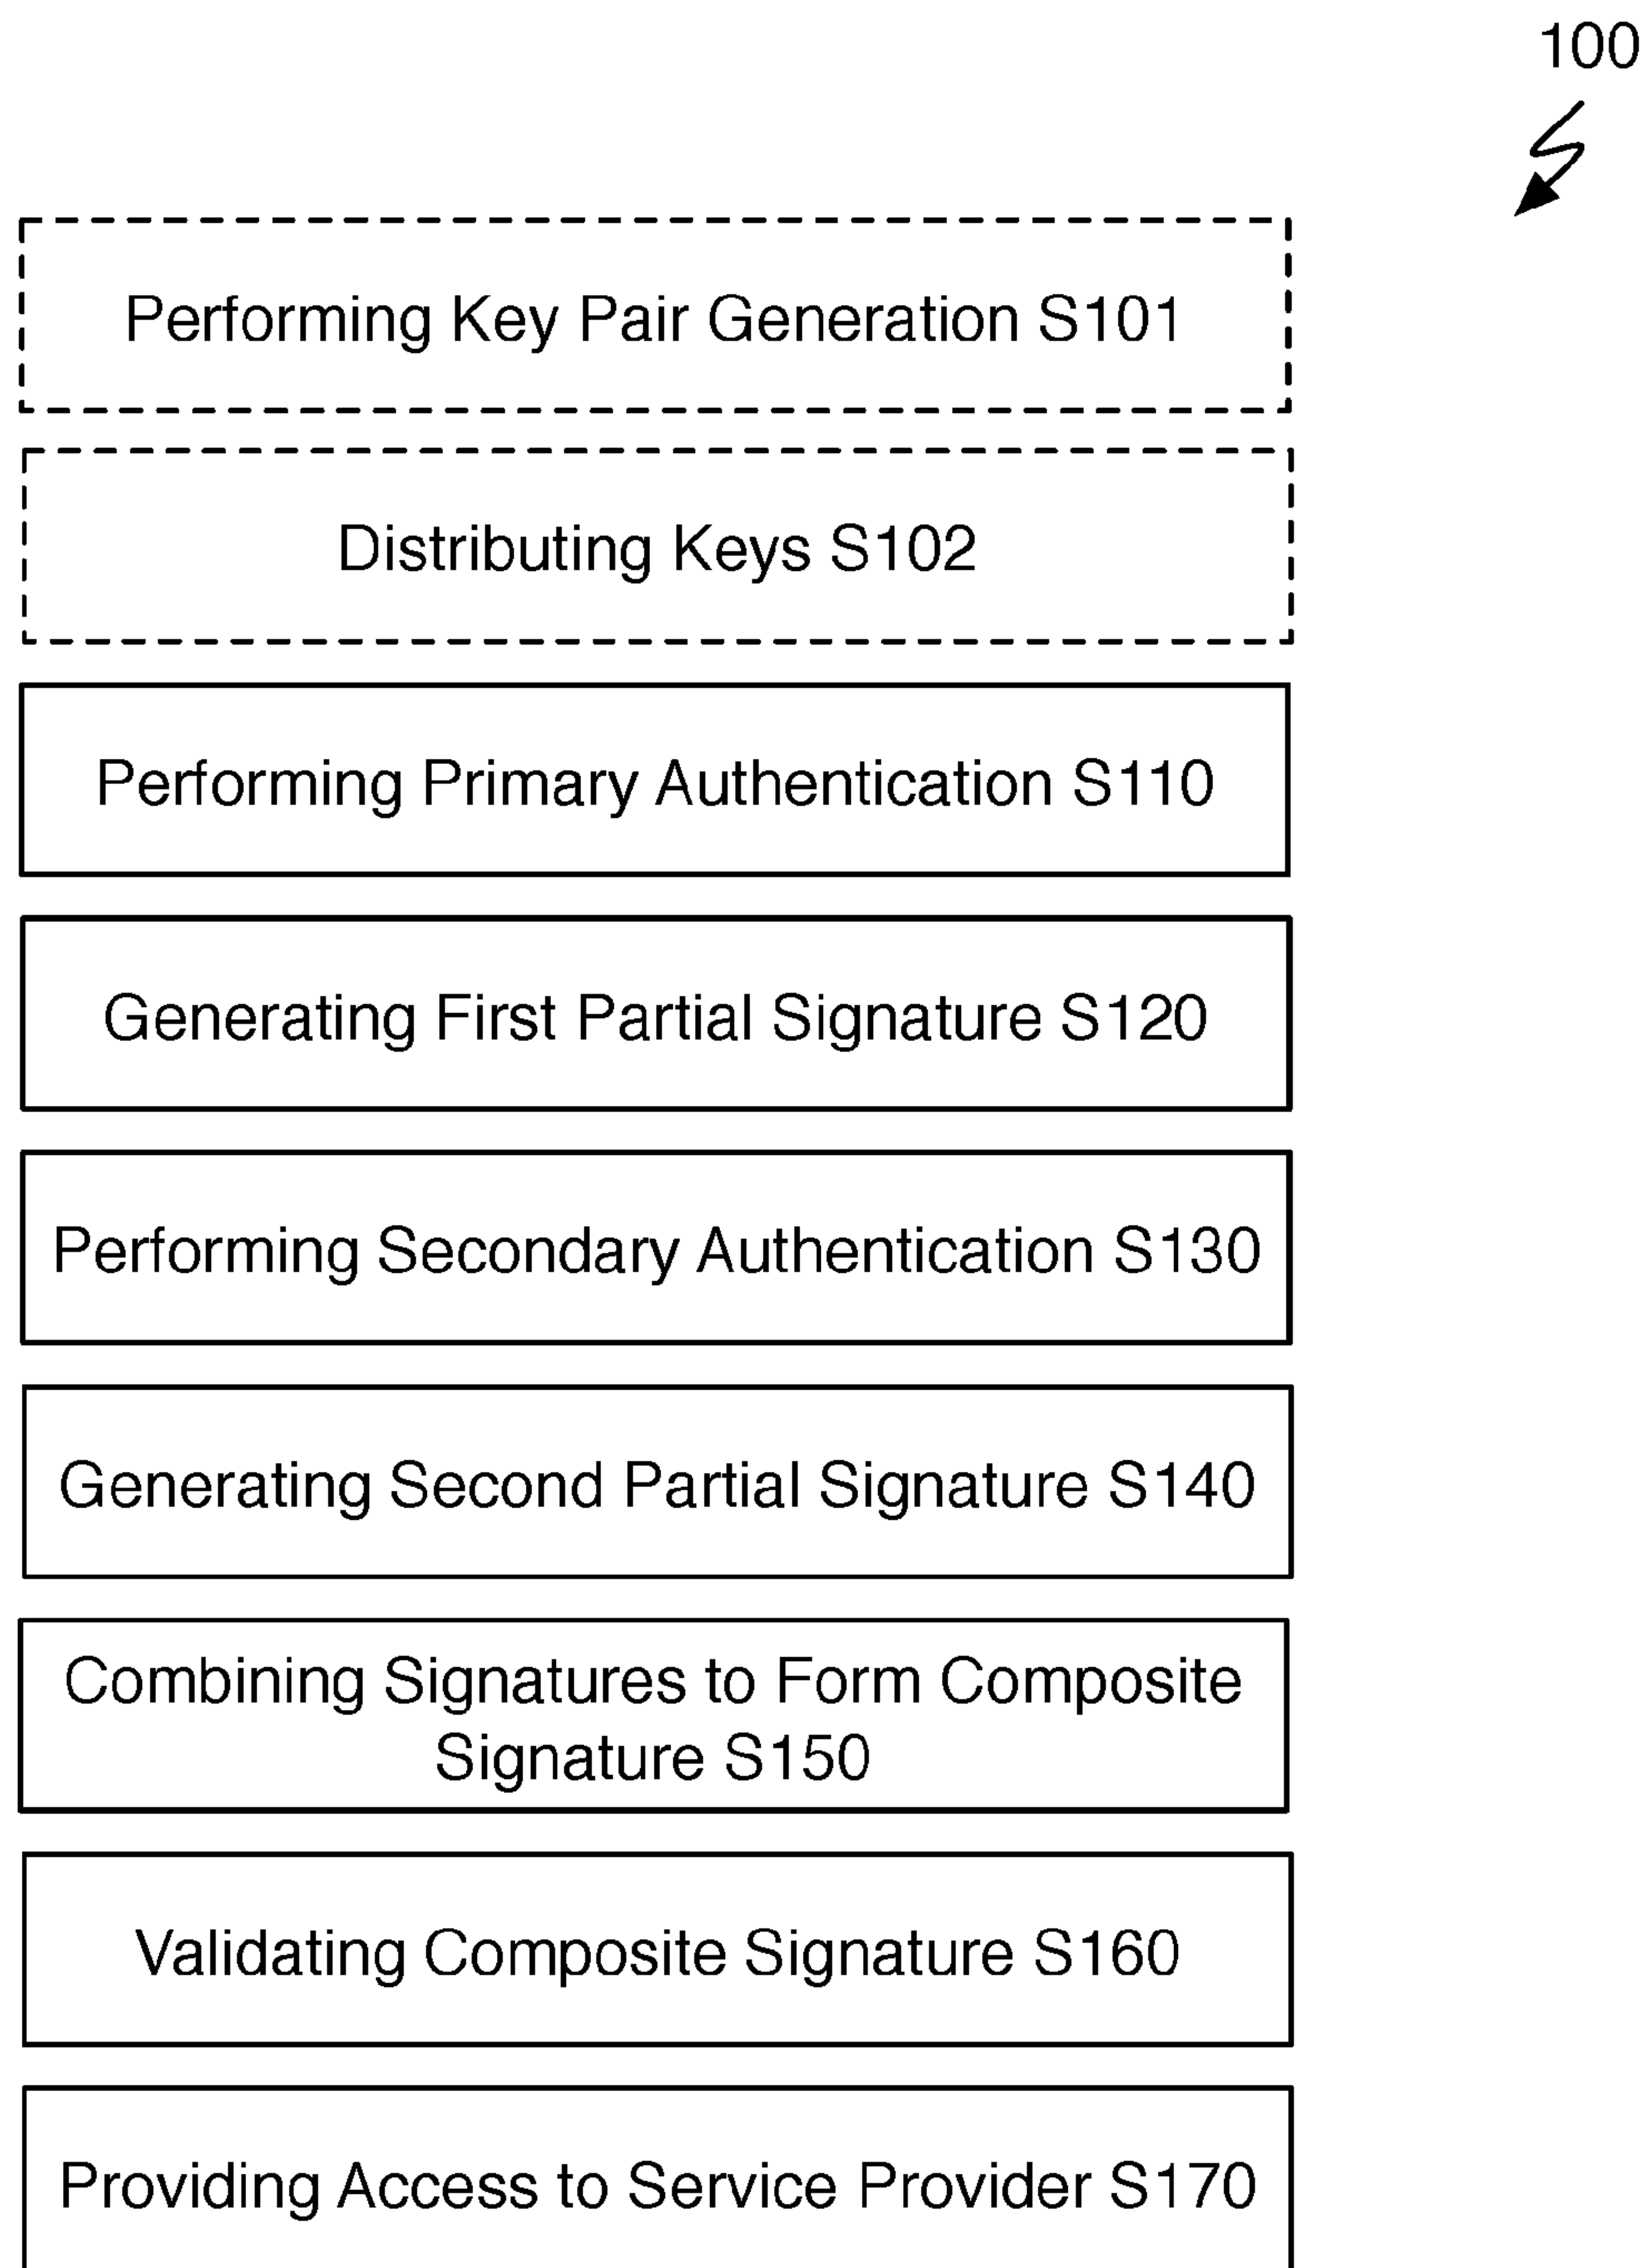 100
Performing Key Pair Generation S101
Distributing Keys S102
Performing Primary Authentication S110
Generating First Partial Signature S120
Performing Secondary Authentication S130
Generating Second Partial Signature S140
Combining Signatures to Form Composite
Signature S150
Validating Composite Signature S160
Providing Access to Service Provider S170